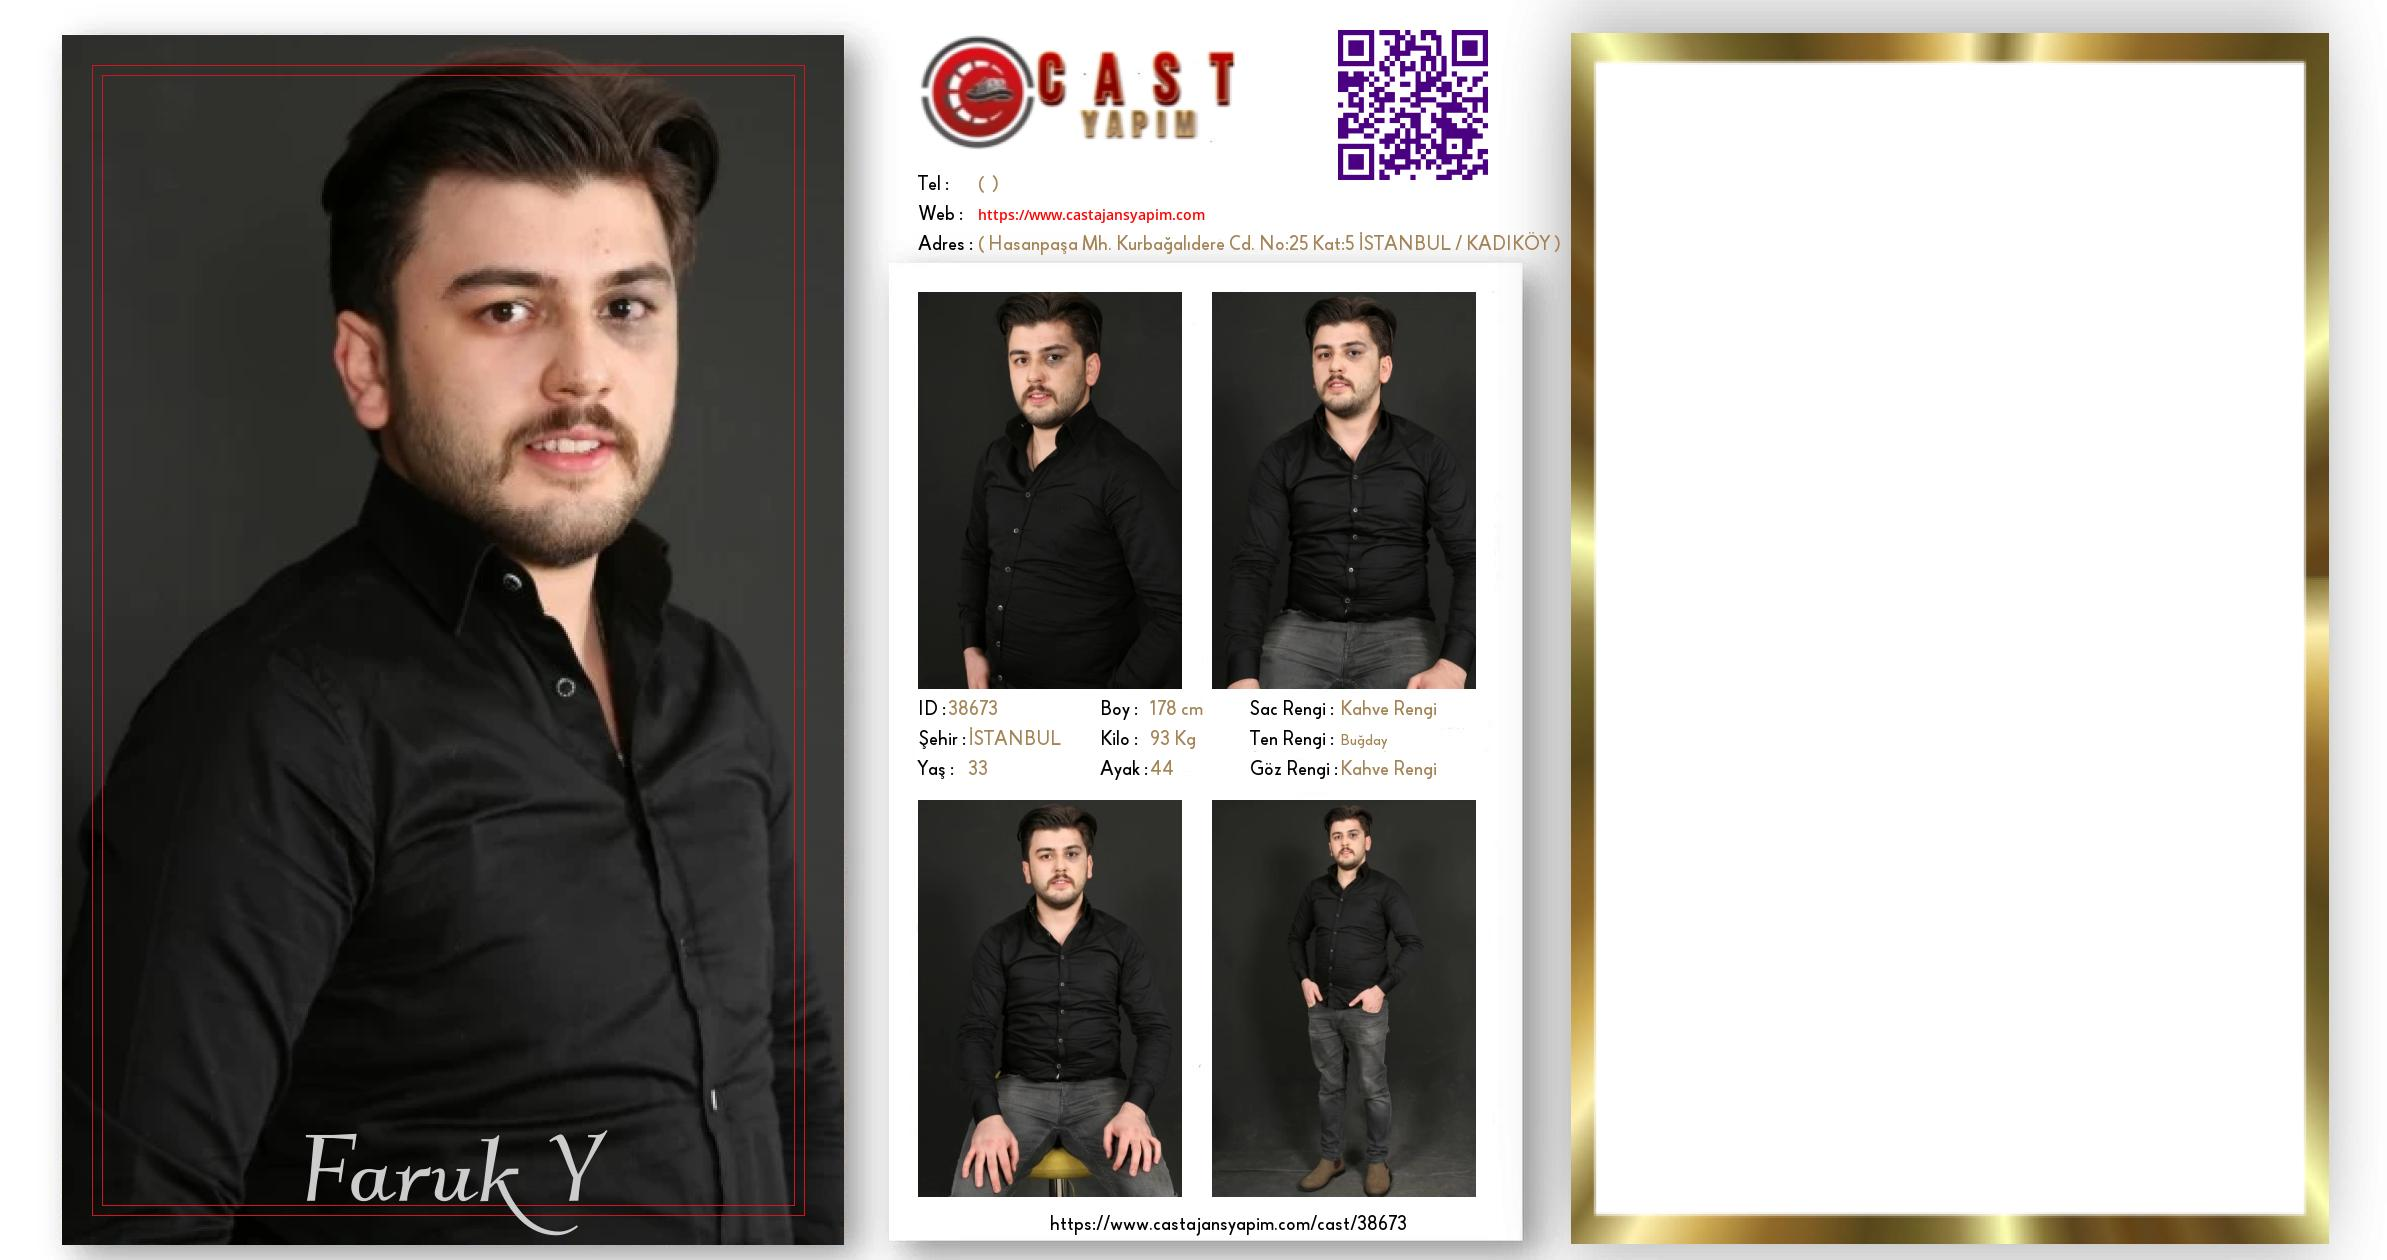 Faruk Y
CAST
YAPIM
Tel : ( )
Web : https://www.castajansyapim.com
Adres : ( Hasanpaşa Mh. Kurbağalıdere Cd. No:25 Kat:5 İSTANBUL / KADIKÖY )
ID : 38673 Boy : 178 cm Sac Rengi : Kahve Rengi
Şehir : İSTANBUL Kilo : 93 Kg Ten Rengi : Buğday
Yaş : 33 Ayak : 44 Göz Rengi : Kahve Rengi
https://www.castajansyapim.com/cast/38673